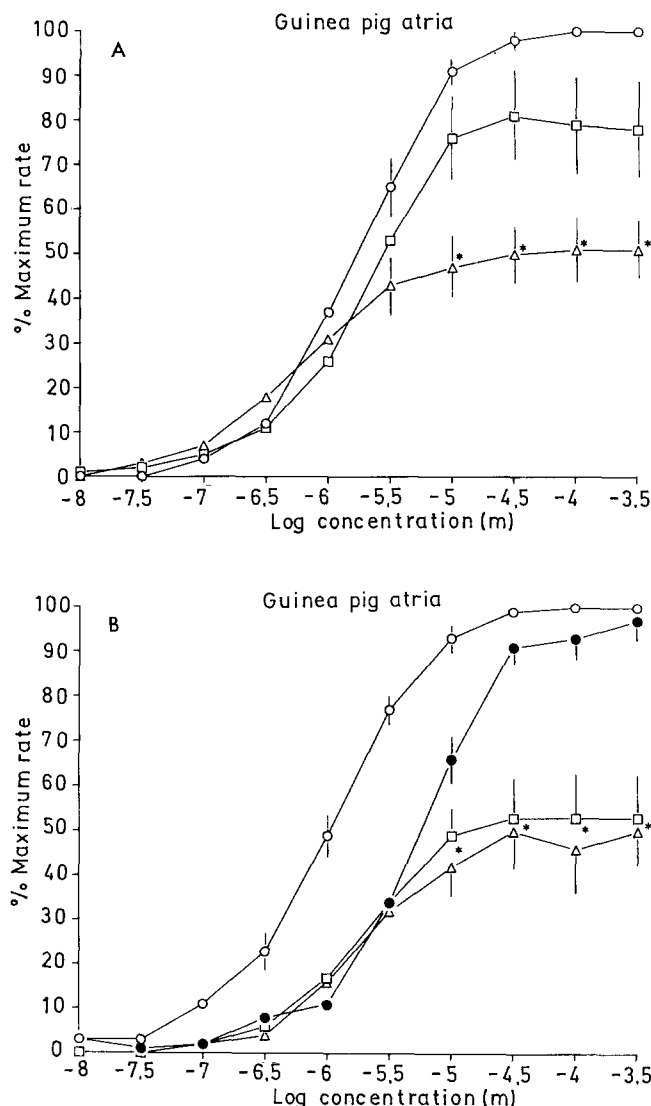 Guinea pig atria
A
% Maximum rate
100
90
80
70
60
50
40
30
20
10
0
* * * *
-8 -7,5 -7 -6,5 -6 -5,5 -5 -4,5 -4 -3,5
Log concentration (m)
Guinea pig atria
B
% Maximum rate
100
90
80
70
60
50
40
30
20
10
0
* * * *
-8 -7,5 -7 -6,5 -6 -5,5 -5 -4,5 -4 -3,5
Log concentration (m)